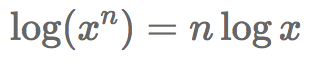 log(xⁿ) = n log x